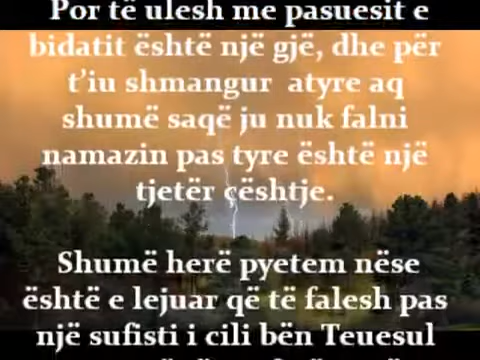 Por të ulesh me pasuesit e
bidatit është një gjë, dhe për
t'iu shmangur atyre aq
shumë saqë ju nuk falni
namazin pas tyre është një
tjetër çështje.
Shumë herë pyetem nëse
është e lejuar që të falesh pas
një sufisti i cili bën Teuesul